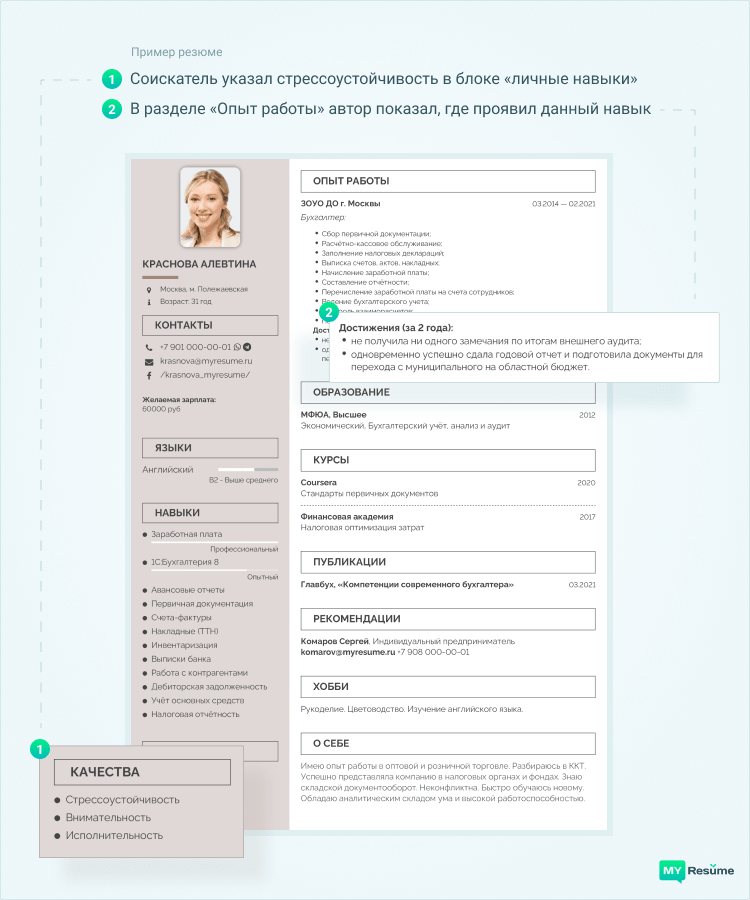 Пример резюме
1 Соискатель указал стрессоустойчивость в блоке «личные навыки»
2 В разделе «Опыт работы» автор показал, где проявил данный навык
КРАСНОВА АЛЕВТИНА
Москва, м. Полежаевская
Возраст: 31 год
КОНТАКТЫ
+7 901 000-00-01
krasnova@myresume.ru
/krasnova_myresume/
Желаемая зарплата:
60000 руб
ЯЗЫКИ
Английский
B2 - Выше среднего
НАВЫКИ
Заработная плата
Профессиональный
1С:Бухгалтерия 8
Опытный
Авансовые отчеты
Первичная документация
Счета-фактуры
Накладные (ТТН)
Инвентаризация
Выписки банка
Работа с контрагентами
Дебиторская задолженность
Учёт основных средств
Налоговая отчётность
1
КАЧЕСТВА
Стрессоустойчивость
Внимательность
Исполнительность
ОПЫТ РАБОТЫ
ЗОУО ДО г. Москвы 03.2014 — 02.2021
Бухгалтер:
Сбор первичной документации;
Расчётно-кассовое обслуживание;
Заполнение налоговых деклараций;
Выписка счетов, актов, накладных;
Начисление заработной платы;
Составление отчётности;
Перечисление заработной платы на счета сотрудников;
Ведение бухгалтерского учета;
2
Достижения (за 2 года):
не получила ни одного замечания по итогам внешнего аудита;
одновременно успешно сдала годовой отчет и подготовила документы для
перехода с муниципального на областной бюджет.
ОБРАЗОВАНИЕ
МФЮА, Высшее 2012
Экономический, Бухгалтерский учёт, анализ и аудит
КУРСЫ
Coursera 2020
Стандарты первичных документов
Финансовая академия 2017
Налоговая оптимизация затрат
ПУБЛИКАЦИИ
Главбух, «Компетенции современного бухгалтера» 03.2021
РЕКОМЕНДАЦИИ
Комаров Сергей, Индивидуальный предприниматель
komarov@myresume.ru +7 908 000-00-01
ХОББИ
Рукоделие. Цветоводство. Изучение английского языка.
О СЕБЕ
Имею опыт работы в оптовой и розничной торговле. Разбираюсь в ККТ.
Успешно представляла компанию в налоговых органах и фондах. Знаю
складской документооборот. Неконфликтна. Быстро обучаюсь новому.
Обладаю аналитическим складом ума и высокой работоспособностью.
MY Resume